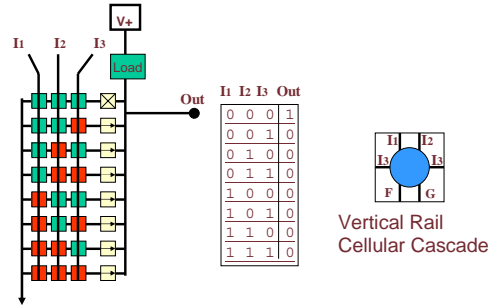 V+
I1 I2 I3
Load
Out
I1 I2 I3 Out
0 0 0 1
0 0 1 0
0 1 0 0
0 1 1 0
1 0 0 0
1 0 1 0
1 1 0 0
1 1 1 0
I1 I2
I3 I3
F G
Vertical Rail
Cellular Cascade